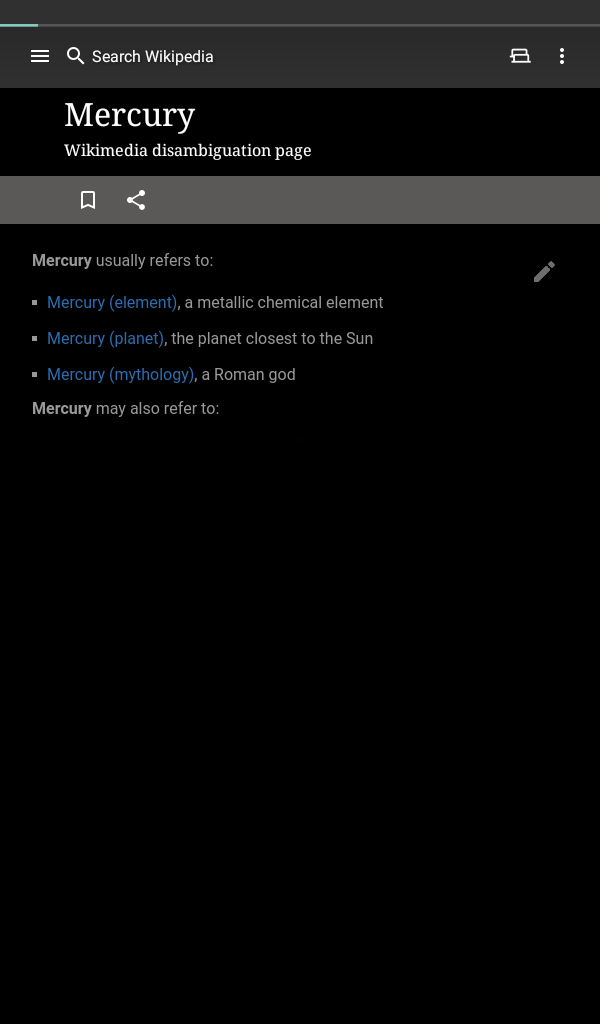 Search Wikipedia
Mercury
Wikimedia disambiguation page
Mercury usually refers to:
Mercury (element), a metallic chemical element
Mercury (planet), the planet closest to the Sun
Mercury (mythology), a Roman god
Mercury may also refer to: